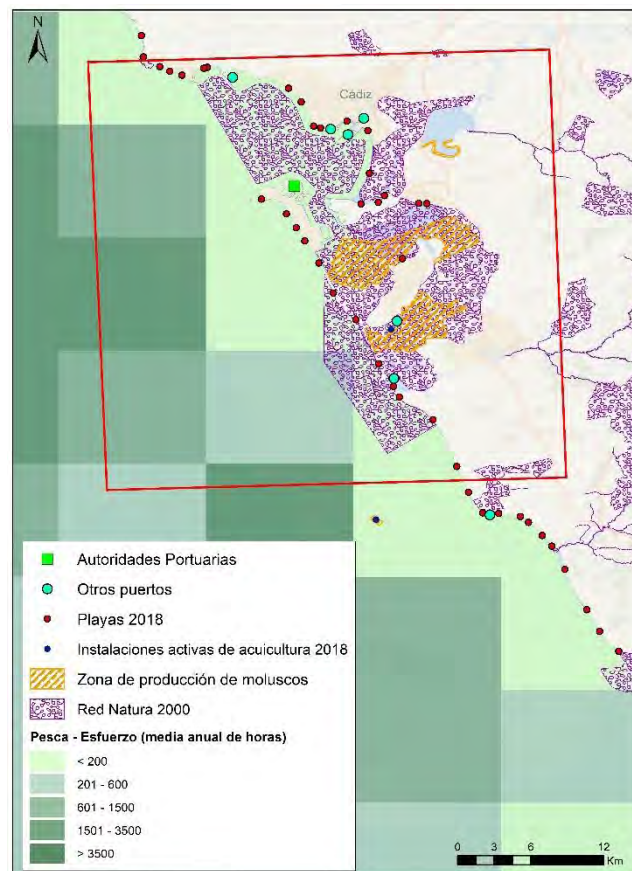 N
Cádiz
Autoridades Portuarias
Otros puertos
Playas 2018
Instalaciones activas de acuicultura 2018
Zona de producción de moluscos
Red Natura 2000
Pesca - Esfuerzo (media anual de horas)
< 200
201 - 600
601 - 1500
1501 - 3500
> 3500
0 3 6 12
Km